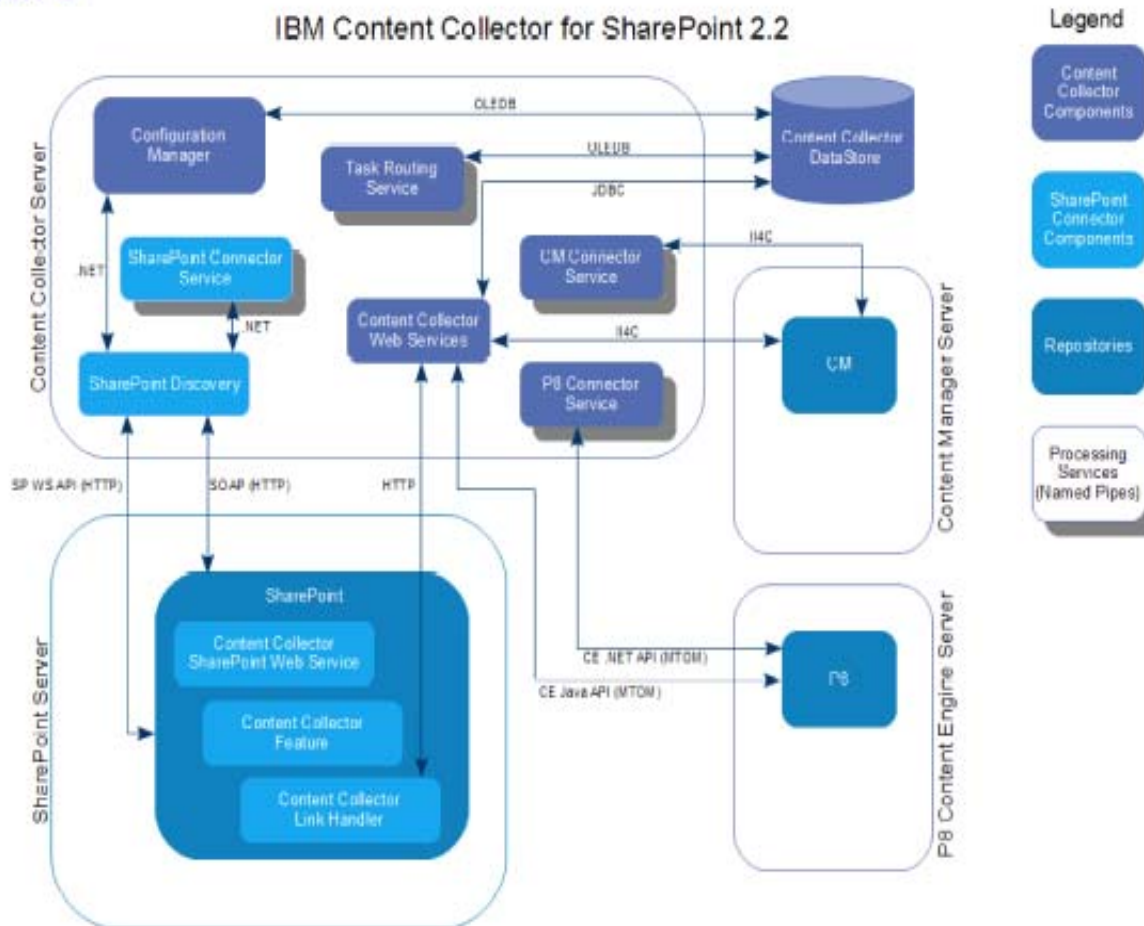 IBM Content Collector for SharePoint 2.2
Legend
Content
Collector
Components
SharePoint
Connector
Components
Repositories
Processing
Services
(Named Pipes)
Content Collector Server
Configuration
Manager
OLEDB
Content Collector
DataStore
Task Routing
Service
OLEDB
JDBC
.NET
SharePoint Connector
Service
.NET
CM Connector
Service
II4C
Content Collector
Web Services
II4C
SharePoint Discovery
P8 Connector
Service
Content Manager Server
CM
SP WS API (HTTP)
SOAP (HTTP)
HTTP
SharePoint Server
SharePoint
Content Collector
SharePoint Web Service
Content Collector
Feature
Content Collector
Link Handler
CE .NET API (MTOM)
CE Java API (MTOM)
P8 Content Engine Server
P8